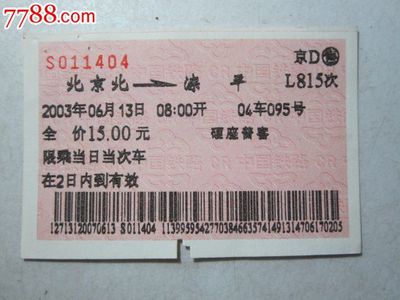 7788.com
S011404
京D售
北京北 滦平
L815次
2003年06月13日 08:00开 04车095号
全 价15.00元 硬座普客
限乘当日当次车
在2日内到有效
12713120070613 S011404 11399595427703846635741491314706170205